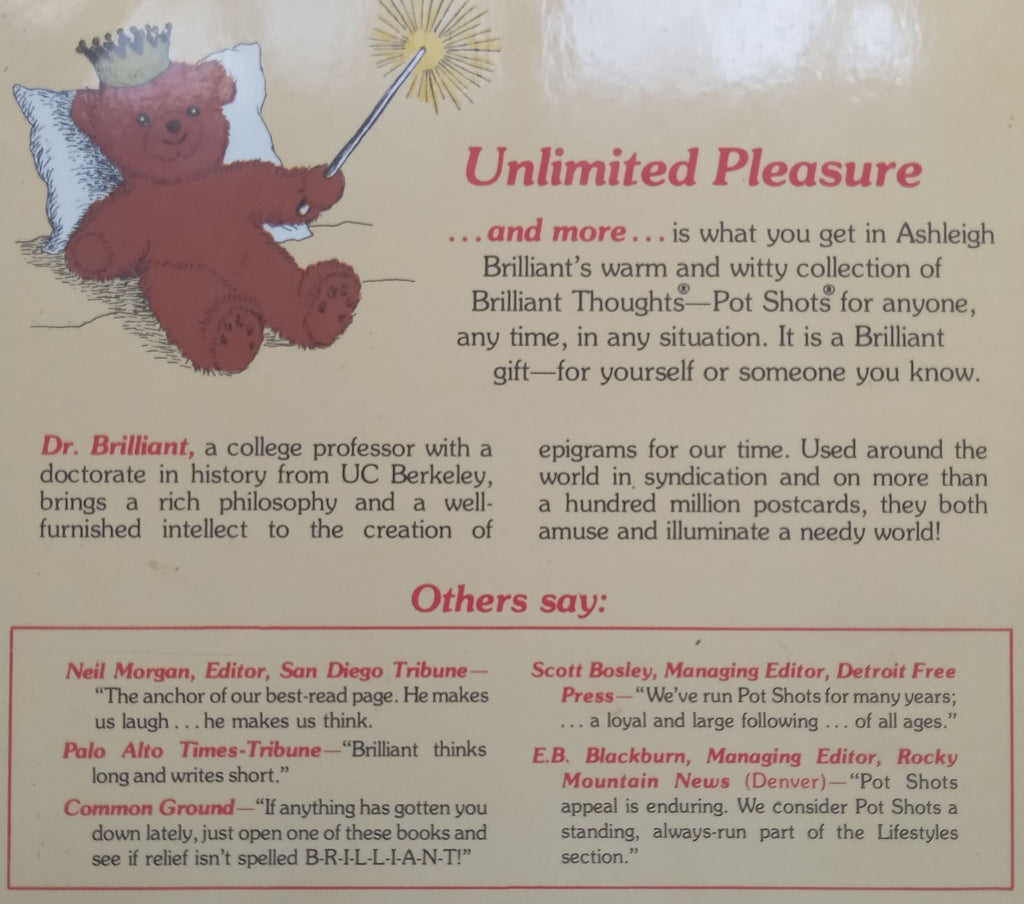 Unlimited Pleasure
...and more... is what you get in Ashleigh
Brilliant's warm and witty collection of
Brilliant Thoughts®—Pot Shots® for anyone,
any time, in any situation. It is a Brilliant
gift—for yourself or someone you know.
Dr. Brilliant, a college professor with a
doctorate in history from UC Berkeley,
brings a rich philosophy and a well-
furnished intellect to the creation of
epigrams for our time. Used around the
world in syndication and on more than
a hundred million postcards, they both
amuse and illuminate a needy world!
Others say:
Neil Morgan, Editor, San Diego Tribune—
"The anchor of our best-read page. He makes
us laugh...he makes us think.
Palo Alto Times-Tribune—"Brilliant thinks
long and writes short."
Common Ground—"If anything has gotten you
down lately, just open one of these books and
see if relief isn't spelled B-R-I-L-L-I-A-N-T!"
Scott Bosley, Managing Editor, Detroit Free
Press—"We've run Pot Shots for many years;
...a loyal and large following...of all ages."
E.B. Blackburn, Managing Editor, Rocky
Mountain News (Denver)—"Pot Shots
appeal is enduring. We consider Pot Shots a
standing, always-run part of the Lifestyles
section."